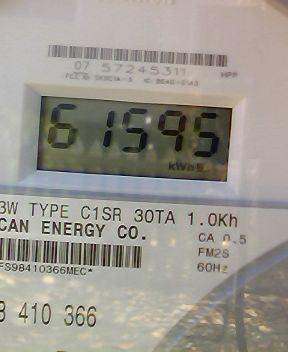 07 57245311
HPP
61595
kWh
3W TYPE C1SR 30TA 1.0Kh
CAN ENERGY CO.
CA 0.5
FM2S
60Hz
FS98410366MEC*
410 366